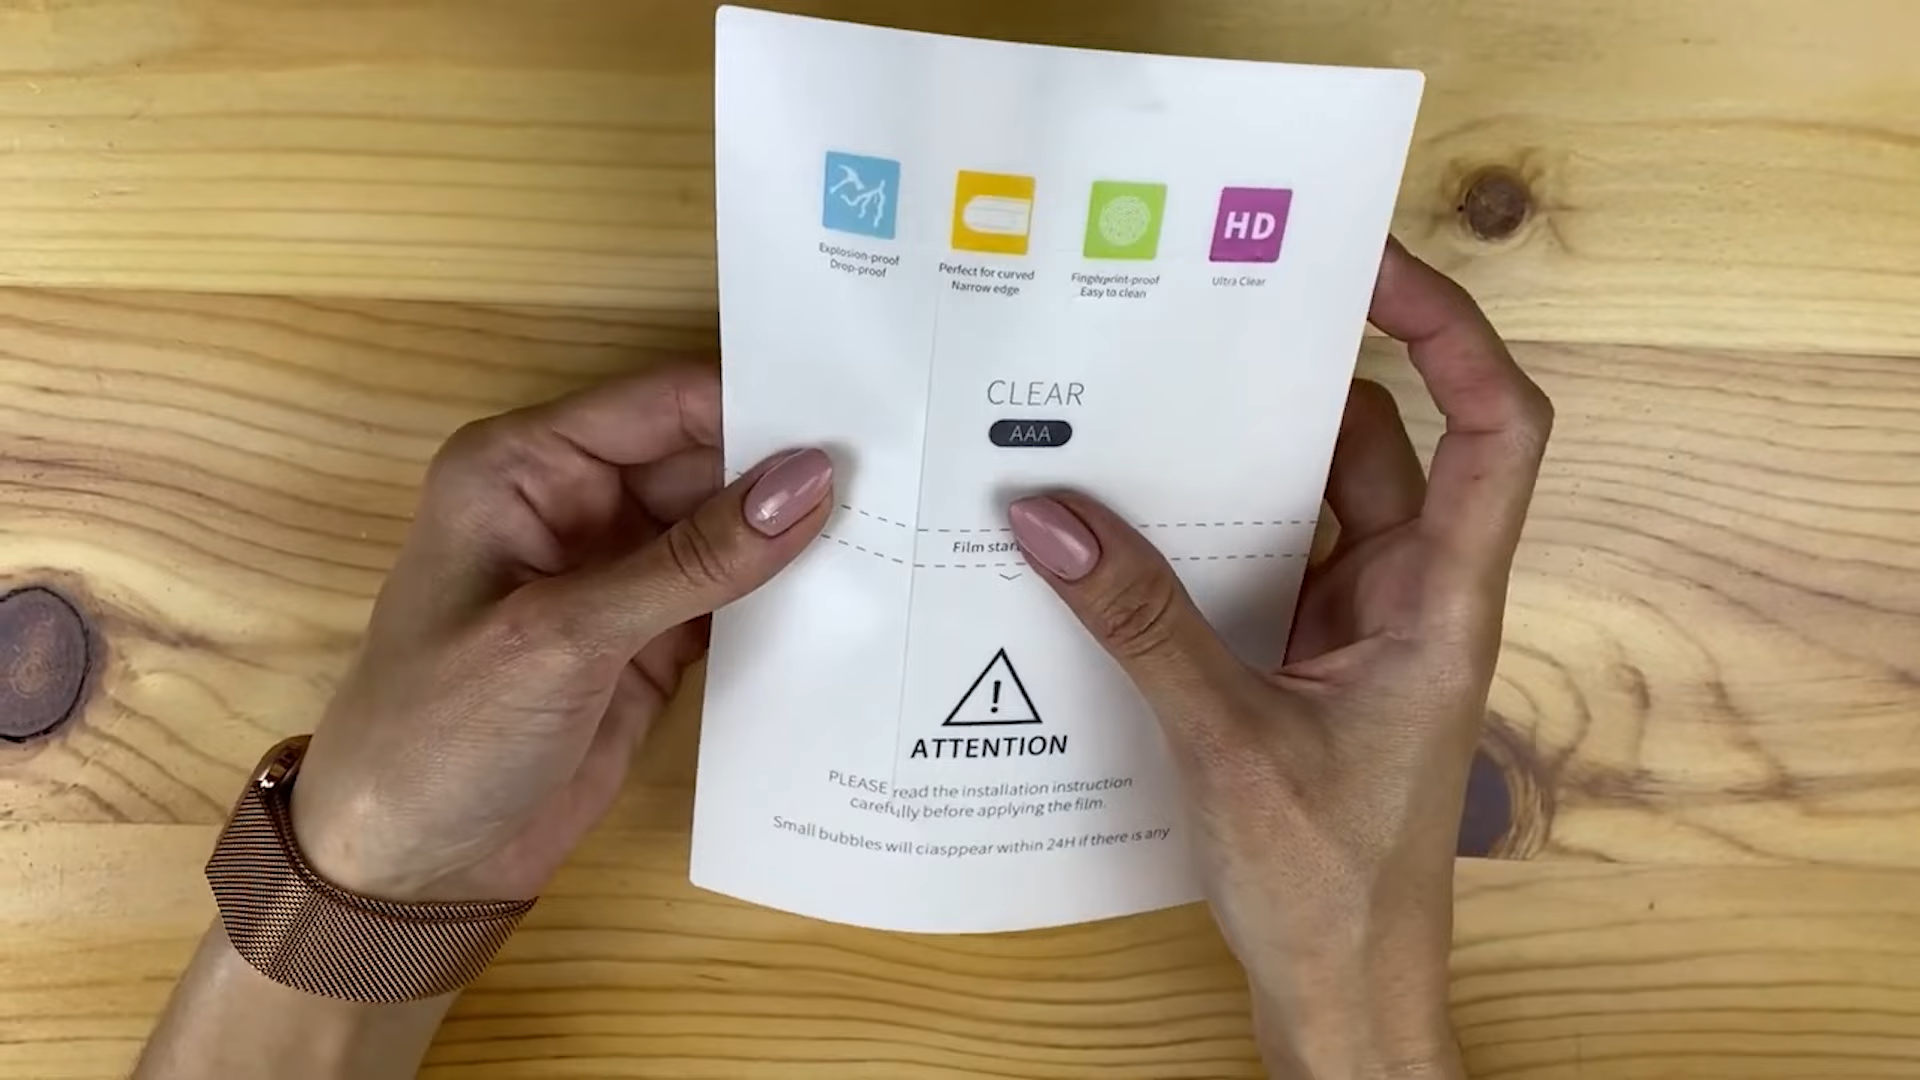 HD
Explosion-proof
Drop-proof
Perfect for curved
Narrow edge
Fingerprint-proof
Easy to clean
Ultra Clear
CLEAR
AAA
Film
!
ATTENTION
PLEASE read the installation instruction
carefully before applying the film.
Small bubbles will ciasppear within 24H if there is any